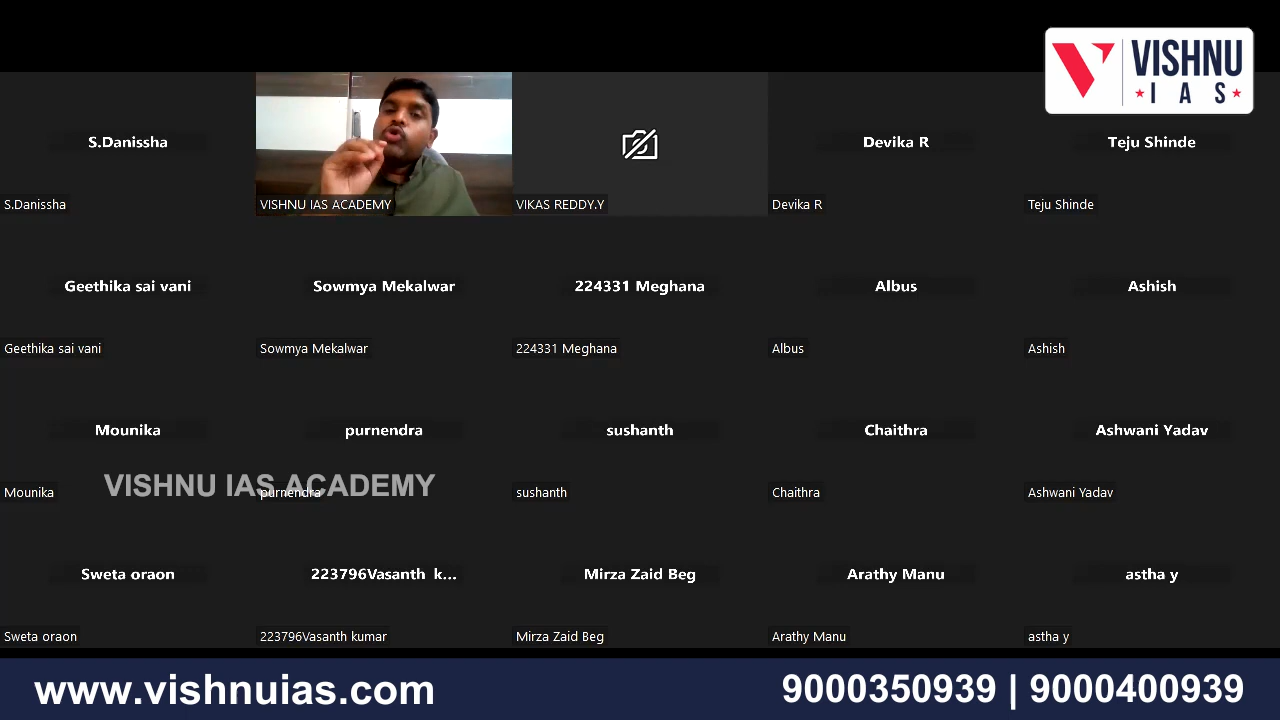 VISHNU
IAS
S.Danissha
Devika R
Teju Shinde
S.Danissha
VISHNU IAS ACADEMY
VIKAS REDDY.Y
Devika R
Teju Shinde
Geethika sai vani
Sowmya Mekalwar
224331 Meghana
Albus
Ashish
Geethika sai vani
Sowmya Mekalwar
224331 Meghana
Albus
Ashish
Mounika
purnendra
sushanth
Chaithra
Ashwani Yadav
VISHNU IAS ACADEMY
Mounika
purnendra
sushanth
Chaithra
Ashwani Yadav
Sweta oraon
223796Vasanth k...
Mirza Zaid Beg
Arathy Manu
astha y
Sweta oraon
223796Vasanth kumar
Mirza Zaid Beg
Arathy Manu
astha y
www.vishnuias.com
9000350939 | 9000400939